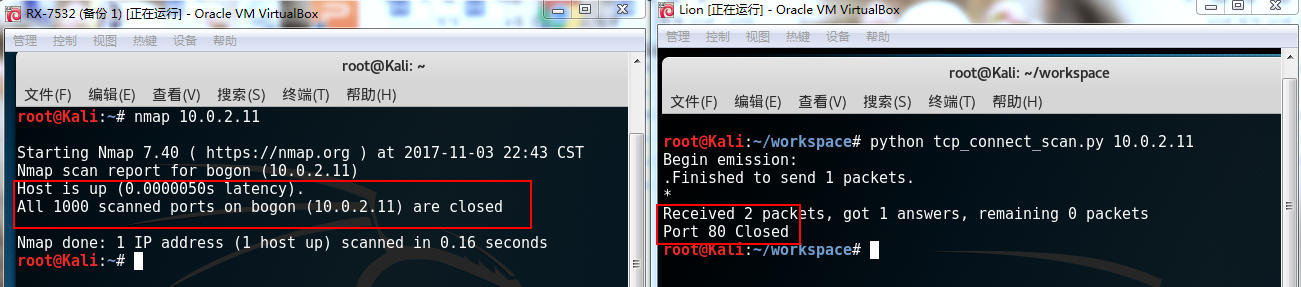 RX-7532 (备份 1) [正在运行] - Oracle VM VirtualBox
管理 控制 视图 热键 设备 帮助
root@Kali: ~
文件(F) 编辑(E) 查看(V) 搜索(S) 终端(T) 帮助(H)
root@Kali:~# nmap 10.0.2.11
Starting Nmap 7.40 ( https://nmap.org ) at 2017-11-03 22:43 CST
Nmap scan report for bogon (10.0.2.11)
Host is up (0.0000050s latency).
All 1000 scanned ports on bogon (10.0.2.11) are closed
Nmap done: 1 IP address (1 host up) scanned in 0.16 seconds
root@Kali:~#
Lion [正在运行] - Oracle VM VirtualBox
管理 控制 视图 热键 设备 帮助
root@Kali: ~/workspace
文件(F) 编辑(E) 查看(V) 搜索(S) 终端(T) 帮助(H)
root@Kali:~/workspace# python tcp_connect_scan.py 10.0.2.11
Begin emission:
.Finished to send 1 packets.
*
Received 2 packets, got 1 answers, remaining 0 packets
Port 80 Closed
root@Kali:~/workspace#